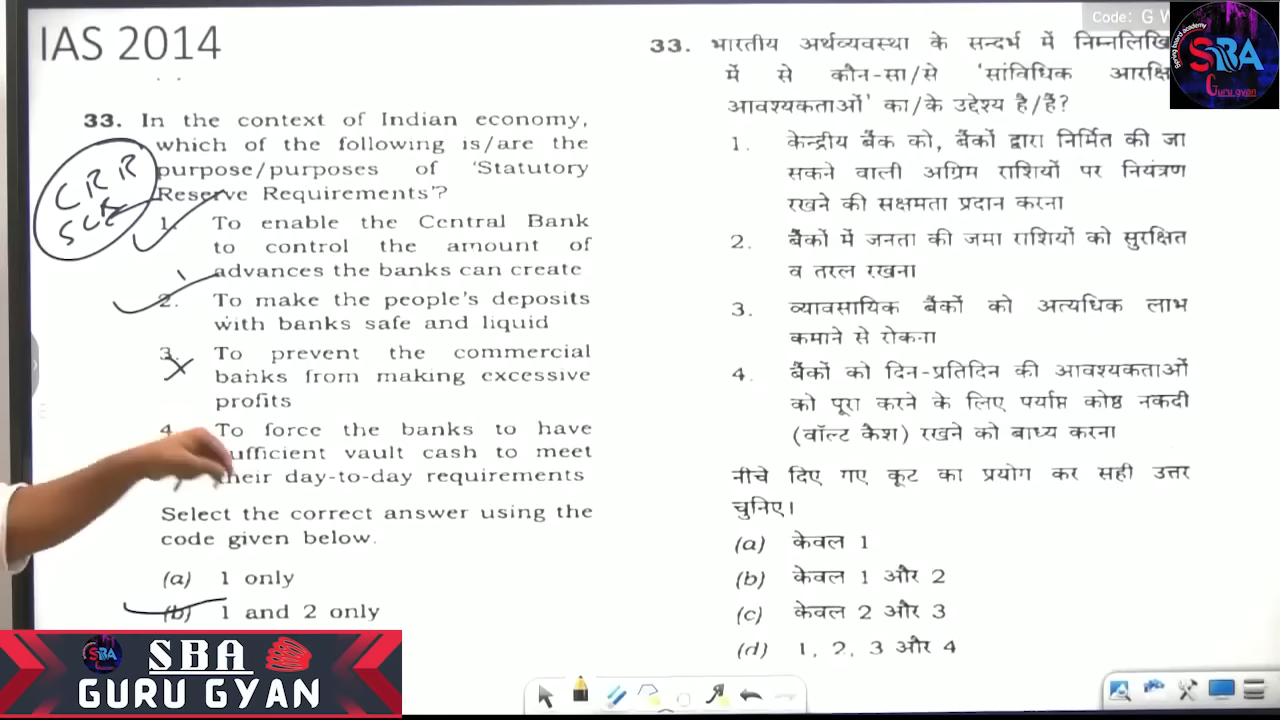 IAS 2014
Code: G
33. In the context of Indian economy,
which of the following is/are the
purpose/purposes of 'Statutory
Reserve Requirements'?
CRR
SLR
1. To enable the Central Bank
to control the amount of
advances the banks can create
2. To make the people's deposits
with banks safe and liquid
3. To prevent the commercial
banks from making excessive
profits
4. To force the banks to have
sufficient vault cash to meet
their day-to-day requirements
Select the correct answer using the
code given below.
(a) 1 only
(b) 1 and 2 only
33. भारतीय अर्थव्यवस्था के सन्दर्भ में
में से कौन-सा/से 'सांविधिक
आवश्यकताओं' का/के उद्देश्य है/हैं?
1. केन्द्रीय बैंक को, बैंकों द्वारा निर्मित की जा
सकने वाली अग्रिम राशियों पर नियंत्रण
रखने की सक्षमता प्रदान करना
2. बैंकों में जनता की जमा राशियों को सुरक्षित
व तरल रखना
3. व्यावसायिक बैंकों को अत्यधिक लाभ
कमाने से रोकना
4. बैंकों को दिन-प्रतिदिन की आवश्यकताओं
को पूरा करने के लिए पर्याप्त कोष्ठ नकदी
(वॉल्ट कैश) रखने को बाध्य करना
नीचे दिए गए कूट का प्रयोग कर सही उत्तर
चुनिए।
(a) केवल 1
(b) केवल 1 और 2
(c) केवल 2 और 3
(d) 1, 2, 3 और 4
SBA
Guru gyan
SBA
SBA
GURU GYAN